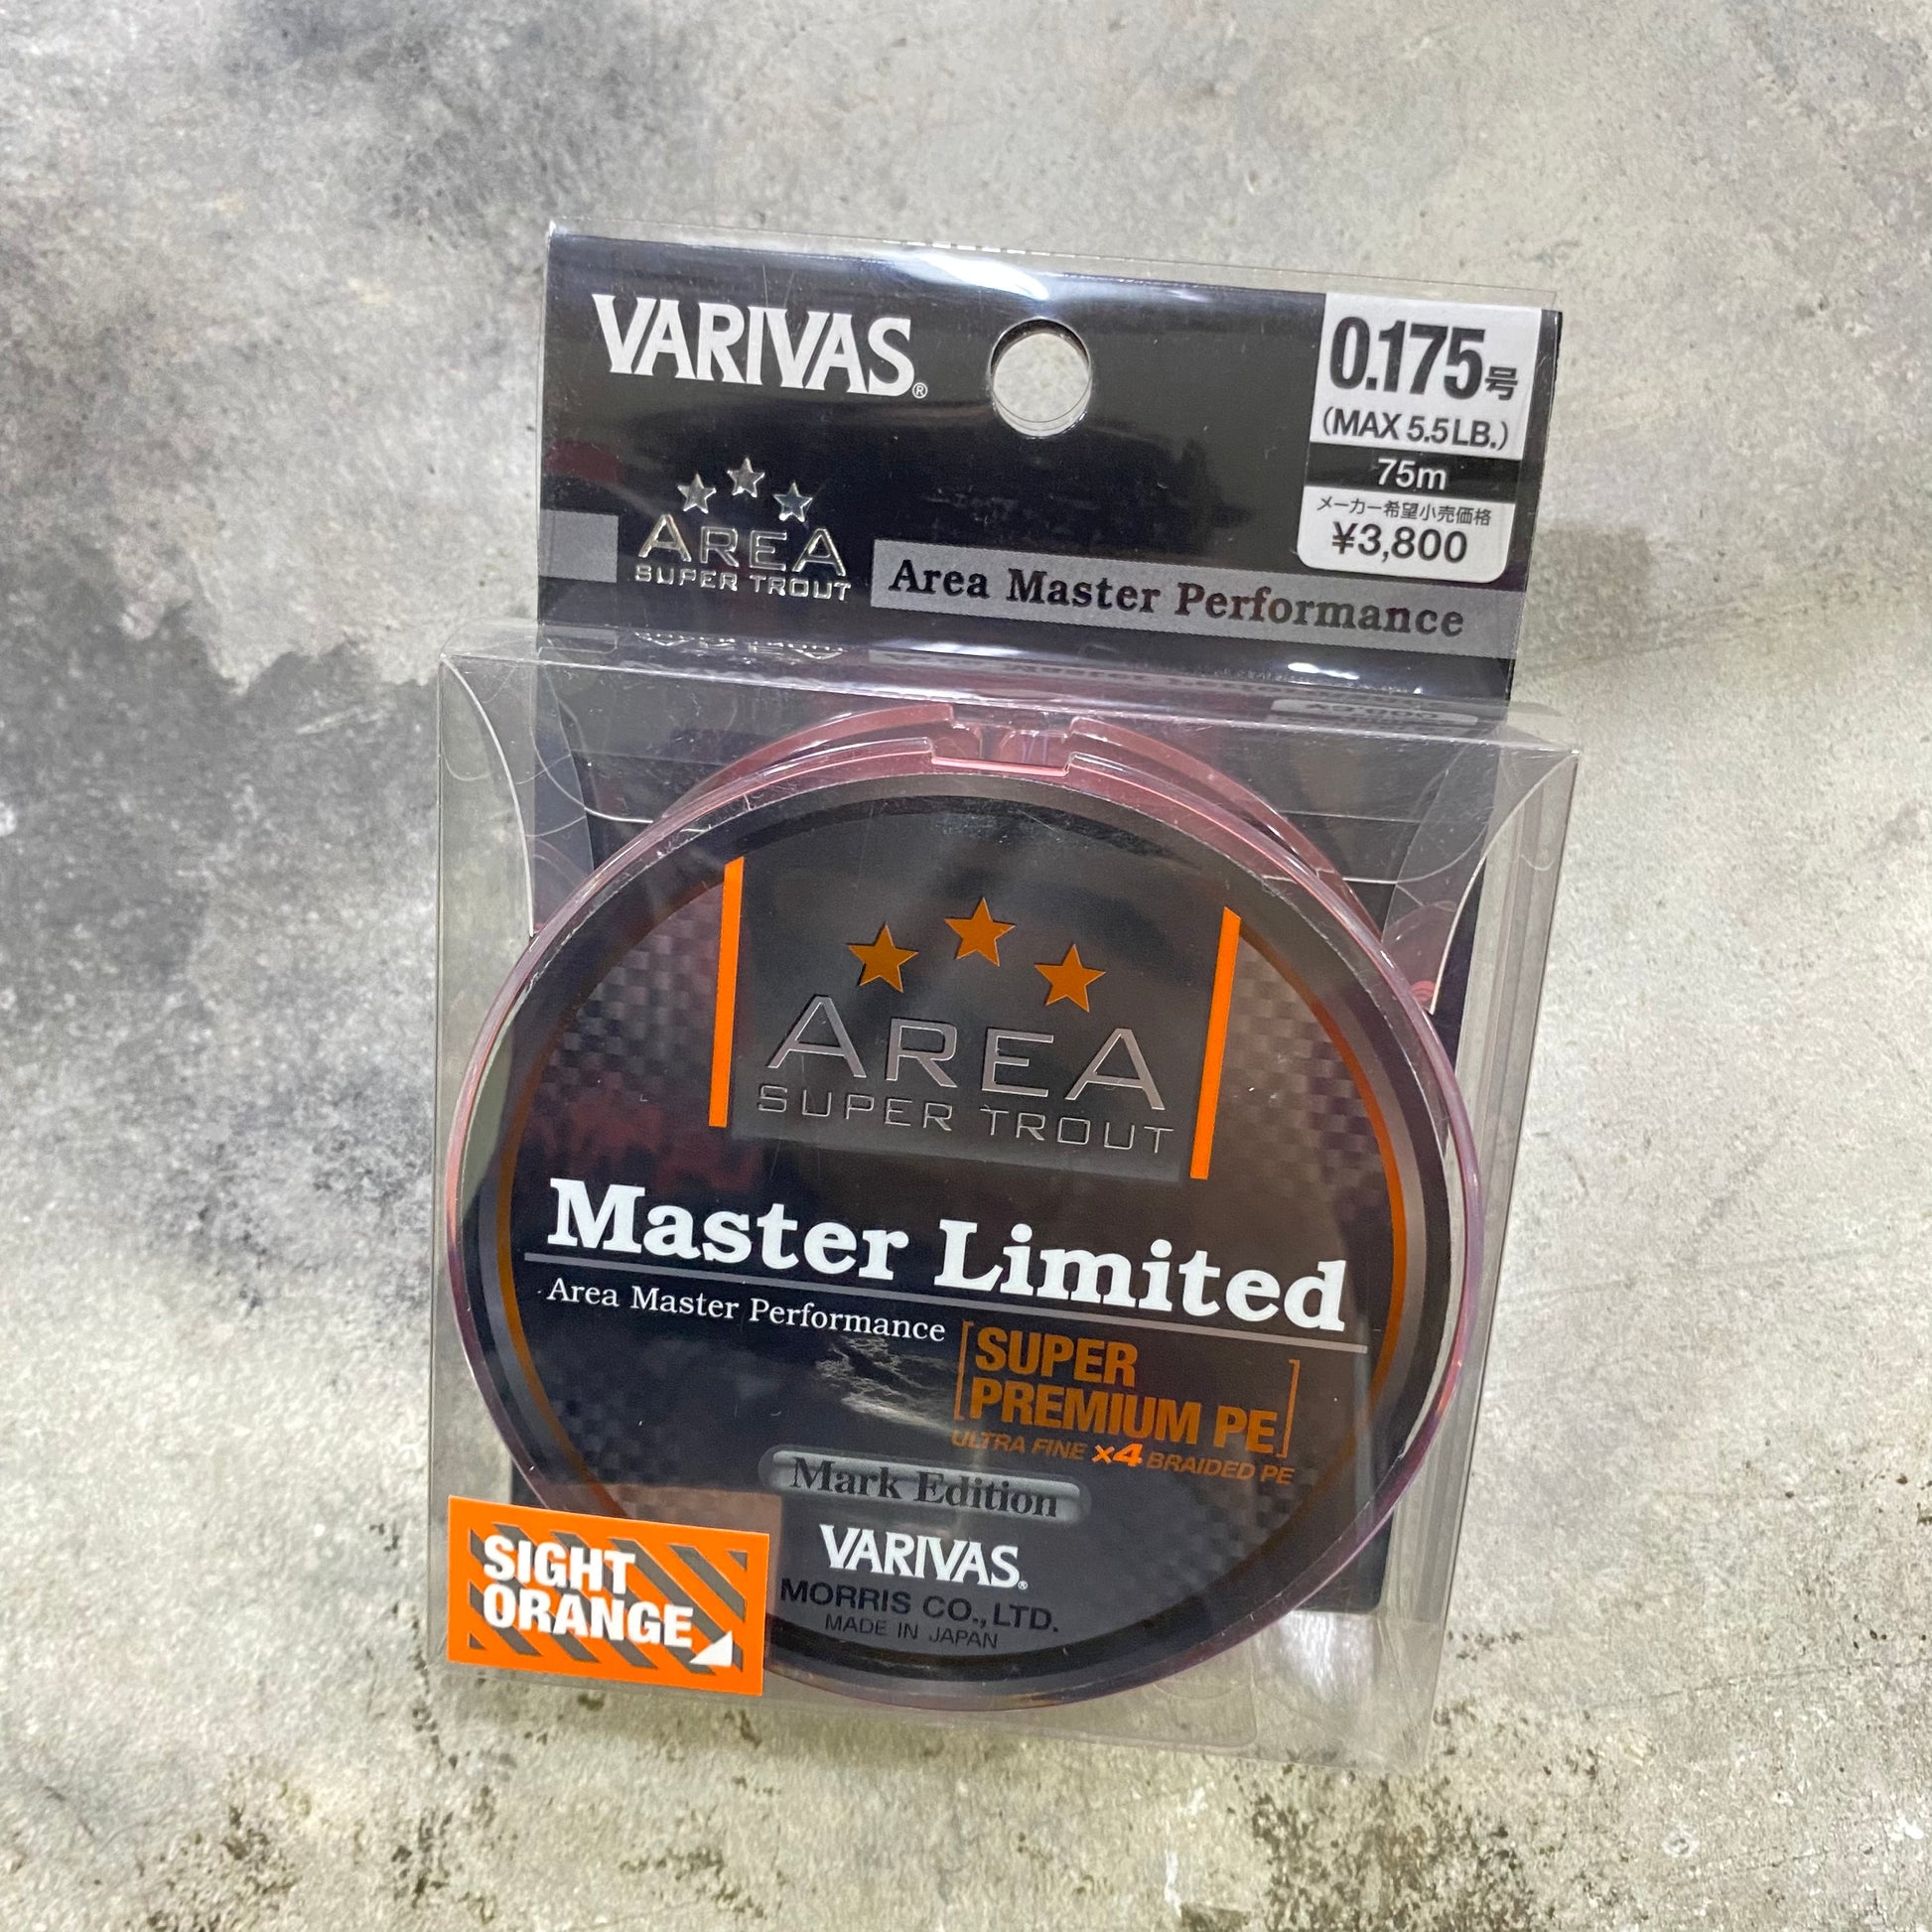 VARIVAS®
0.175号
(MAX 5.5LB.)
75m
メーカー希望小売価格
¥3,800
AREA
SUPER TROUT
Area Master Performance
AREA
SUPER TROUT
Master Limited
Area Master Performance
SUPER
PREMIUM PE
ULTRA FINE ×4 BRAIDED PE
Mark Edition
VARIVAS®
MORRIS CO.,LTD.
MADE IN JAPAN
SIGHT
ORANGE